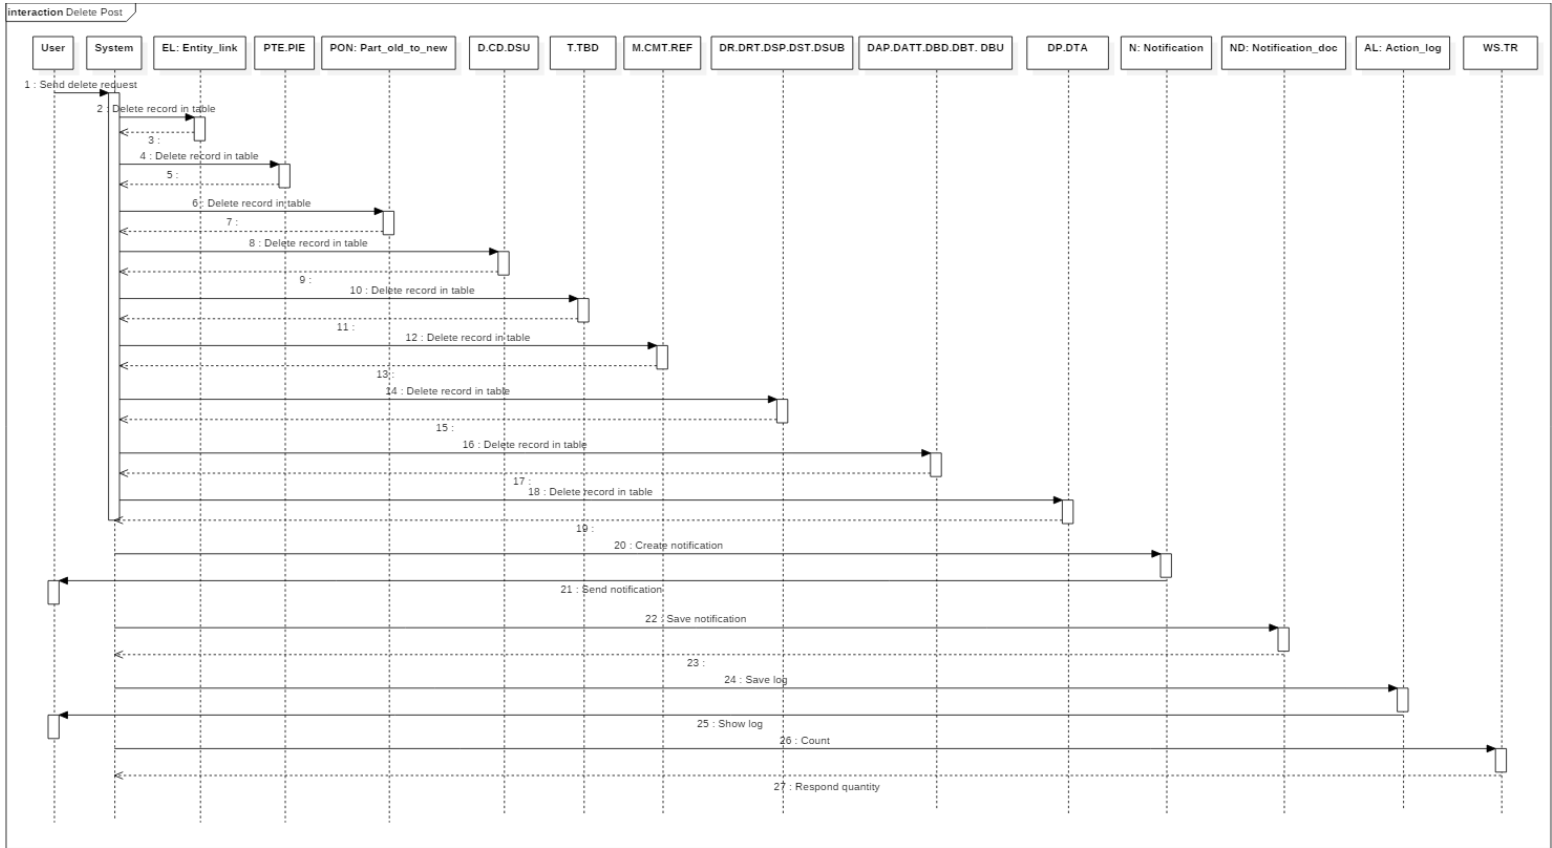 interaction Delete Post
User
System
EL: Entity_link
PTE.PIE
PON: Part_old_to_new
D.CD.DSU
T.TBD
M.CMT.REF
DR.DRT.DSP.DST.DSUB
DAP.DATT.DBD.DBT. DBU
DP.DTA
N: Notification
ND: Notification_doc
AL: Action_log
WS.TR
1 : Send delete request
2 : Delete record in table
3 :
4 : Delete record in table
5 :
6 : Delete record in table
7 :
8 : Delete record in table
9 :
10 : Delete record in table
11 :
12 : Delete record in table
13 :
14 : Delete record in table
15 :
16 : Delete record in table
17 :
18 : Delete record in table
19 :
20 : Create notification
21 : Send notification
22 : Save notification
23 :
24 : Save log
25 : Show log
26 : Count
27 : Respond quantity